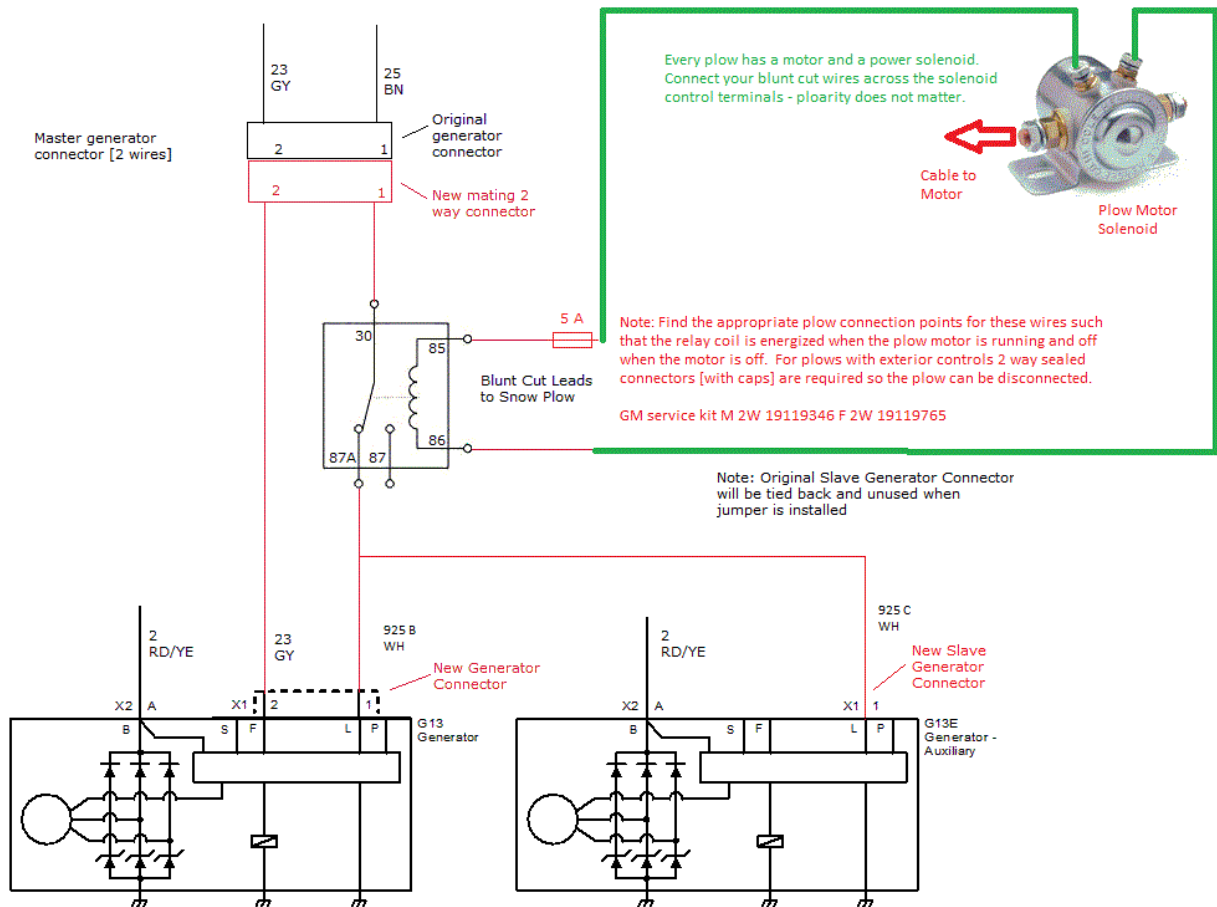 Every plow has a motor and a power solenoid.
Connect your blunt cut wires across the solenoid
control terminals - ploarity does not matter.
23
GY
25
BN
Master generator
connector [2 wires]
2
1
Original
generator
connector
2
1
New mating 2
way connector
Cable to
Motor
Plow Motor
Solenoid
30
85
86
87A
87
5 A
Blunt Cut Leads
to Snow Plow
Note: Find the appropriate plow connection points for these wires such
that the relay coil is energized when the plow motor is running and off
when the motor is off. For plows with exterior controls 2 way sealed
connectors [with caps] are required so the plow can be disconnected.
GM service kit M 2W 19119346 F 2W 19119765
Note: Original Slave Generator Connector
will be tied back and unused when
jumper is installed
2
RD/YE
23
GY
925 B
WH
New Generator
Connector
2
RD/YE
925 C
WH
New Slave
Generator
Connector
X2
A
X1
2
1
B
S
F
L
P
G13
Generator
X2
A
X1
1
B
S
F
L
P
G13E
Generator -
Auxiliary